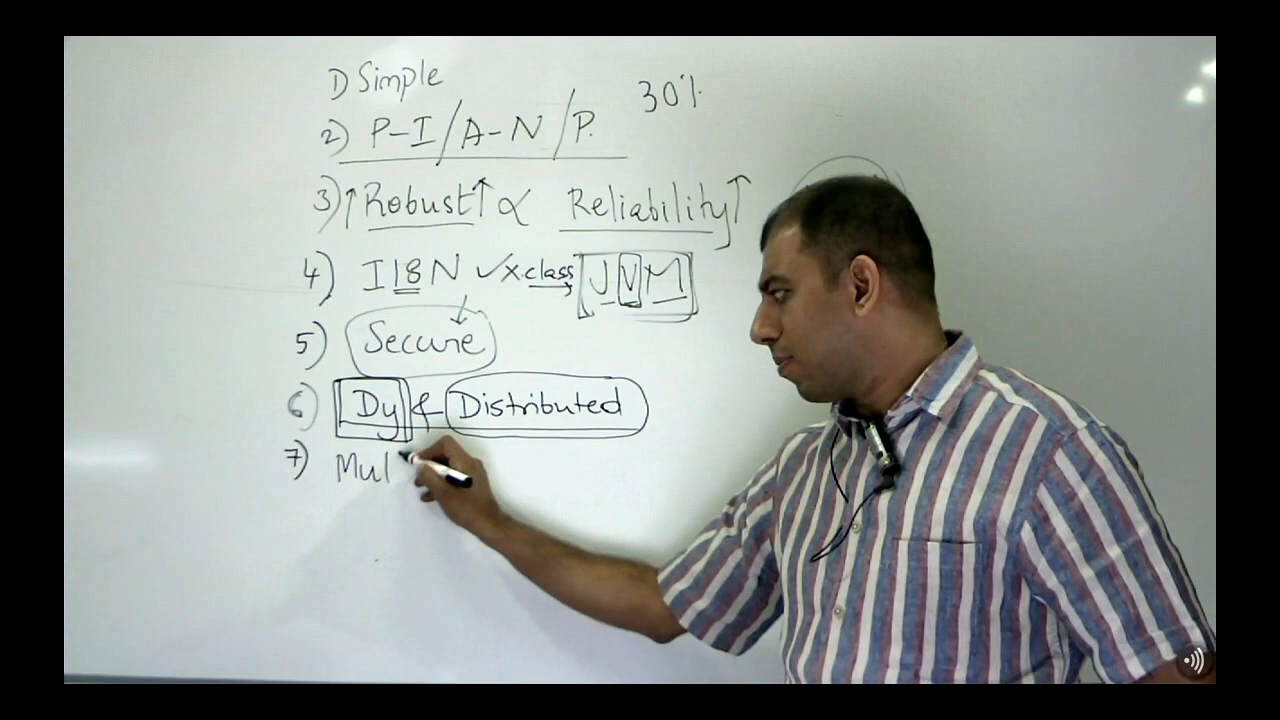 1) Simple
2) P-I/A-N/P. 30%
3) ↑Robust↑ ∝ Reliability↑
4) I18N ✓ x.class JVM
5) Secure
6) Dy & Distributed
7) Mul